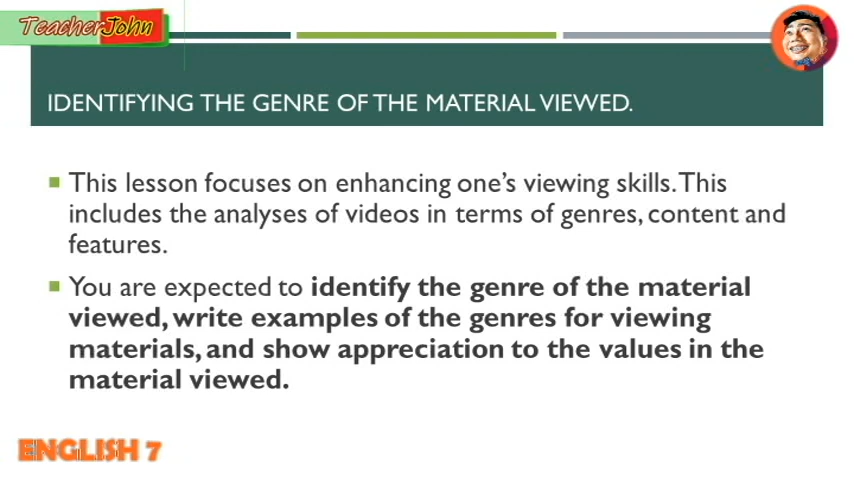 TeacherJohn
IDENTIFYING THE GENRE OF THE MATERIAL VIEWED.
This lesson focuses on enhancing one's viewing skills. This
includes the analyses of videos in terms of genres, content and
features.
You are expected to identify the genre of the material
viewed, write examples of the genres for viewing
materials, and show appreciation to the values in the
material viewed.
ENGLISH 7